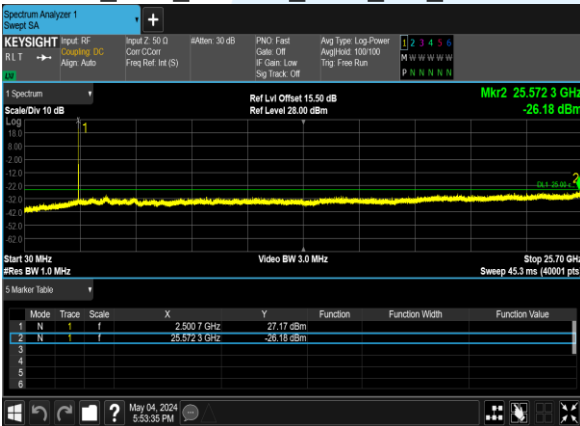 Spectrum Analyzer 1
Swept SA
KEYSIGHT Input: RF Input Z: 50 Ω #Atten: 30 dB PNO: Fast Avg Type: Log-Power 1 2 3 4 5 6
RLT Coupling: DC Corr CCorr Gate: Off Avg|Hold: 100/100 M W W W W W
Align: Auto Freq Ref: Int (S) IF Gain: Low Trig: Free Run
Sig Track: Off P N N N N N
1 Spectrum Ref Lvl Offset 15.50 dB Mkr2 25.572 3 GHz
Scale/Div 10 dB Ref Level 28.00 dBm -26.18 dBm
Log
18.0
8.00
-2.00
-12.0
-22.0
-32.0
-42.0
-52.0
-62.0
1
2
DL1 -25.00
Start 30 MHz Video BW 3.0 MHz Stop 25.70 GHz
#Res BW 1.0 MHz Sweep 45.3 ms (40001 pts
5 Marker Table
Mode Trace Scale X Y Function Function Width Function Value
1 N 1 f 2.500 7 GHz 27.17 dBm
2 N 1 f 25.572 3 GHz -26.18 dBm
3
4
5
6
? May 04, 2024
5:53:35 PM